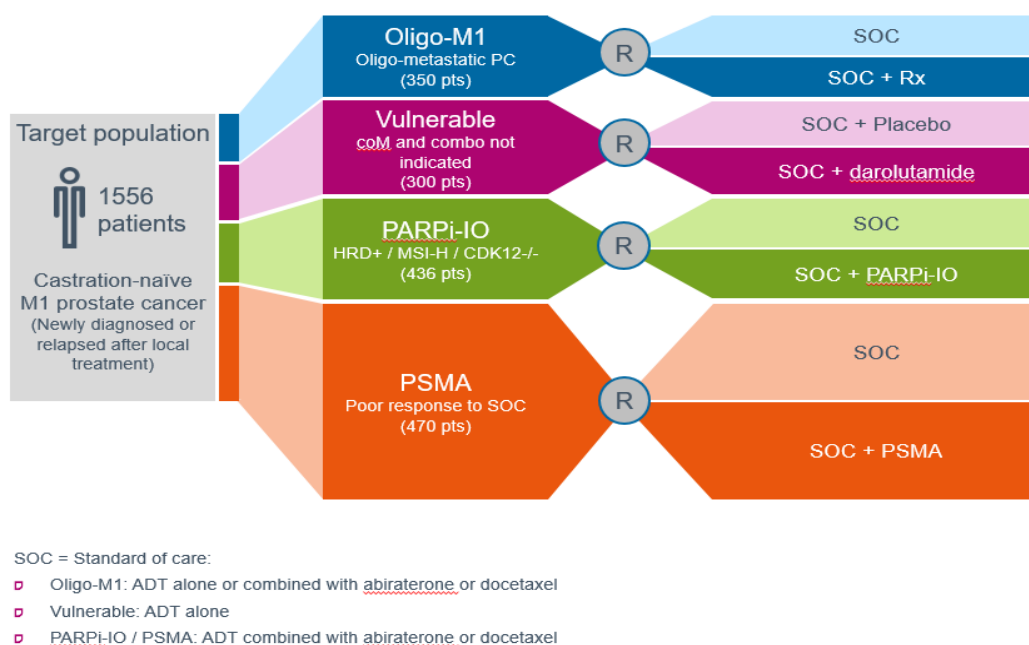 Target population
1556
patients
Castration-naïve
M1 prostate cancer
(Newly diagnosed or
relapsed after local
treatment)
Oligo-M1
Oligo-metastatic PC
(350 pts)
R
SOC
SOC + Rx
Vulnerable
coM and combo not
indicated
(300 pts)
R
SOC + Placebo
SOC + darolutamide
PARPi-IO
HRD+ / MSI-H / CDK12-/-
(436 pts)
R
SOC
SOC + PARPi-IO
PSMA
Poor response to SOC
(470 pts)
R
SOC
SOC + PSMA
SOC = Standard of care:
Oligo-M1: ADT alone or combined with abiraterone or docetaxel
Vulnerable: ADT alone
PARPi-IO / PSMA: ADT combined with abiraterone or docetaxel